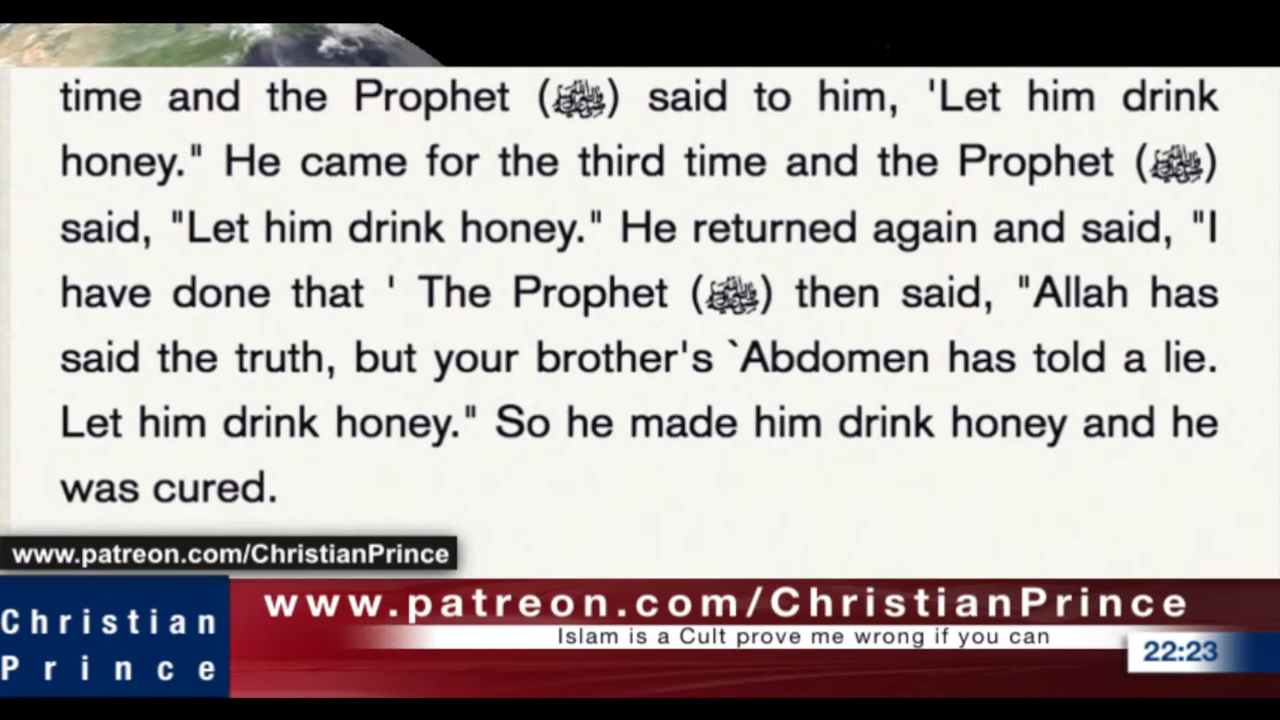 time and the Prophet (ﷺ) said to him, 'Let him drink
honey." He came for the third time and the Prophet (ﷺ)
said, "Let him drink honey." He returned again and said, "I
have done that ' The Prophet (ﷺ) then said, "Allah has
said the truth, but your brother's `Abdomen has told a lie.
Let him drink honey." So he made him drink honey and he
was cured.
www.patreon.com/ChristianPrince
www.patreon.com/ChristianPrince
Islam is a Cult prove me wrong if you can
Christian
Prince
22:23